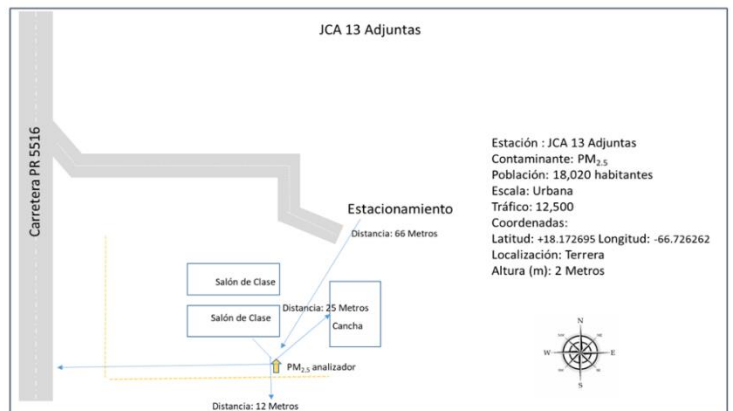 JCA 13 Adjuntas
Carretera PR 5516
Estacionamiento
Distancia: 66 Metros
Salón de Clase
Distancia: 25 Metros
Salón de Clase
Cancha
PM2.5 analizador
Distancia: 12 Metros
Estación : JCA 13 Adjuntas
Contaminante: PM2.5
Población: 18,020 habitantes
Escala: Urbana
Tráfico: 12,500
Coordenadas:
Latitud: +18.172695 Longitud: -66.726262
Localización: Terrera
Altura (m): 2 Metros
N
W
E
S